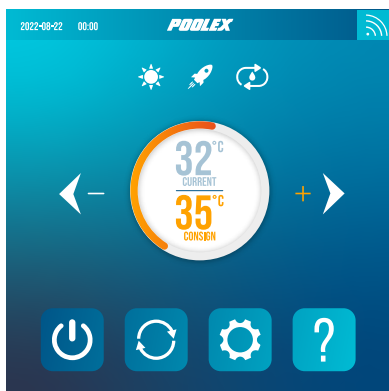 2022-08-22 00:00 POOLEX
32°C
CURRENT
35°C
CONSIGN
− +
?